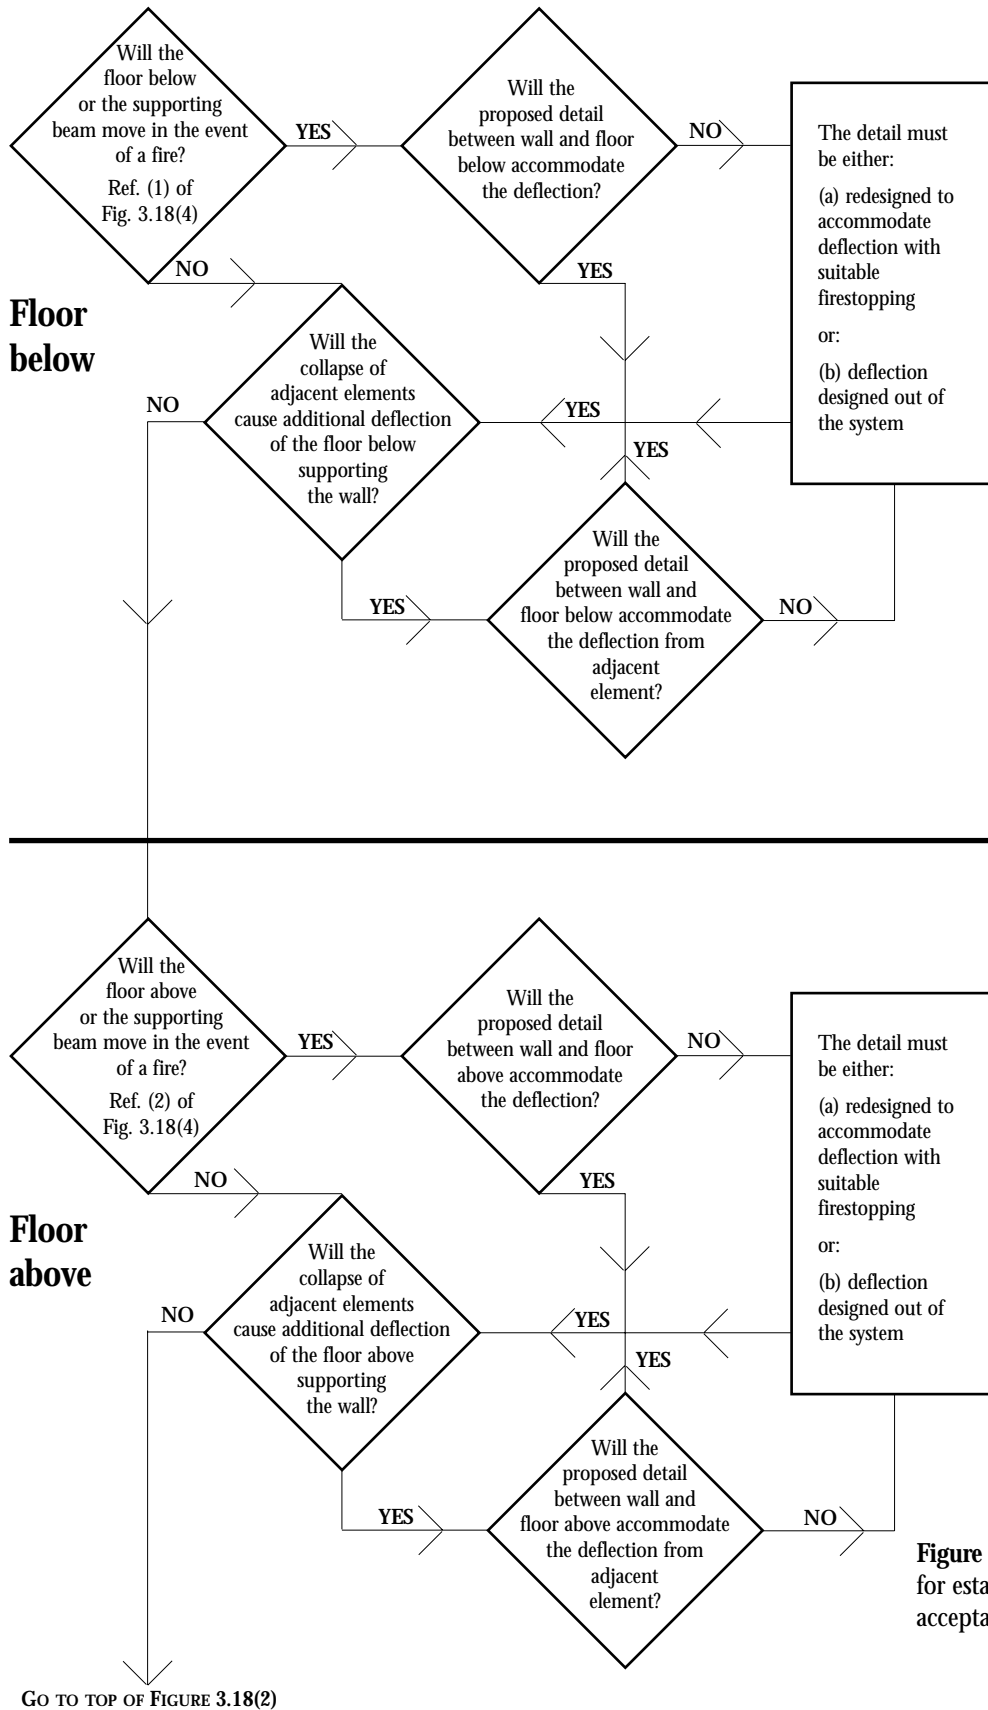 Will the
floor below
or the supporting
beam move in the event
of a fire?
Ref. (1) of
Fig. 3.18(4)
YES
Will the
proposed detail
between wall and floor
below accommodate
the deflection?
NO
The detail must
be either:
(a) redesigned to
accommodate
deflection with
suitable
firestopping
or:
(b) deflection
designed out of
the system
NO
YES
Floor
below
Will the
collapse of
adjacent elements
cause additional deflection
of the floor below
supporting
the wall?
NO
YES
YES
Will the
proposed detail
between wall and
floor below accommodate
the deflection from
adjacent
element?
YES
NO
Will the
floor above
or the supporting
beam move in the event
of a fire?
Ref. (2) of
Fig. 3.18(4)
YES
Will the
proposed detail
between wall and floor
above accommodate
the deflection?
NO
The detail must
be either:
(a) redesigned to
accommodate
deflection with
suitable
firestopping
or:
(b) deflection
designed out of
the system
NO
YES
Floor
above
Will the
collapse of
adjacent elements
cause additional deflection
of the floor above
supporting
the wall?
NO
YES
YES
Will the
proposed detail
between wall and
floor above accommodate
the deflection from
adjacent
element?
YES
NO
Figure
for esta
accepta
GO TO TOP OF FIGURE 3.18(2)